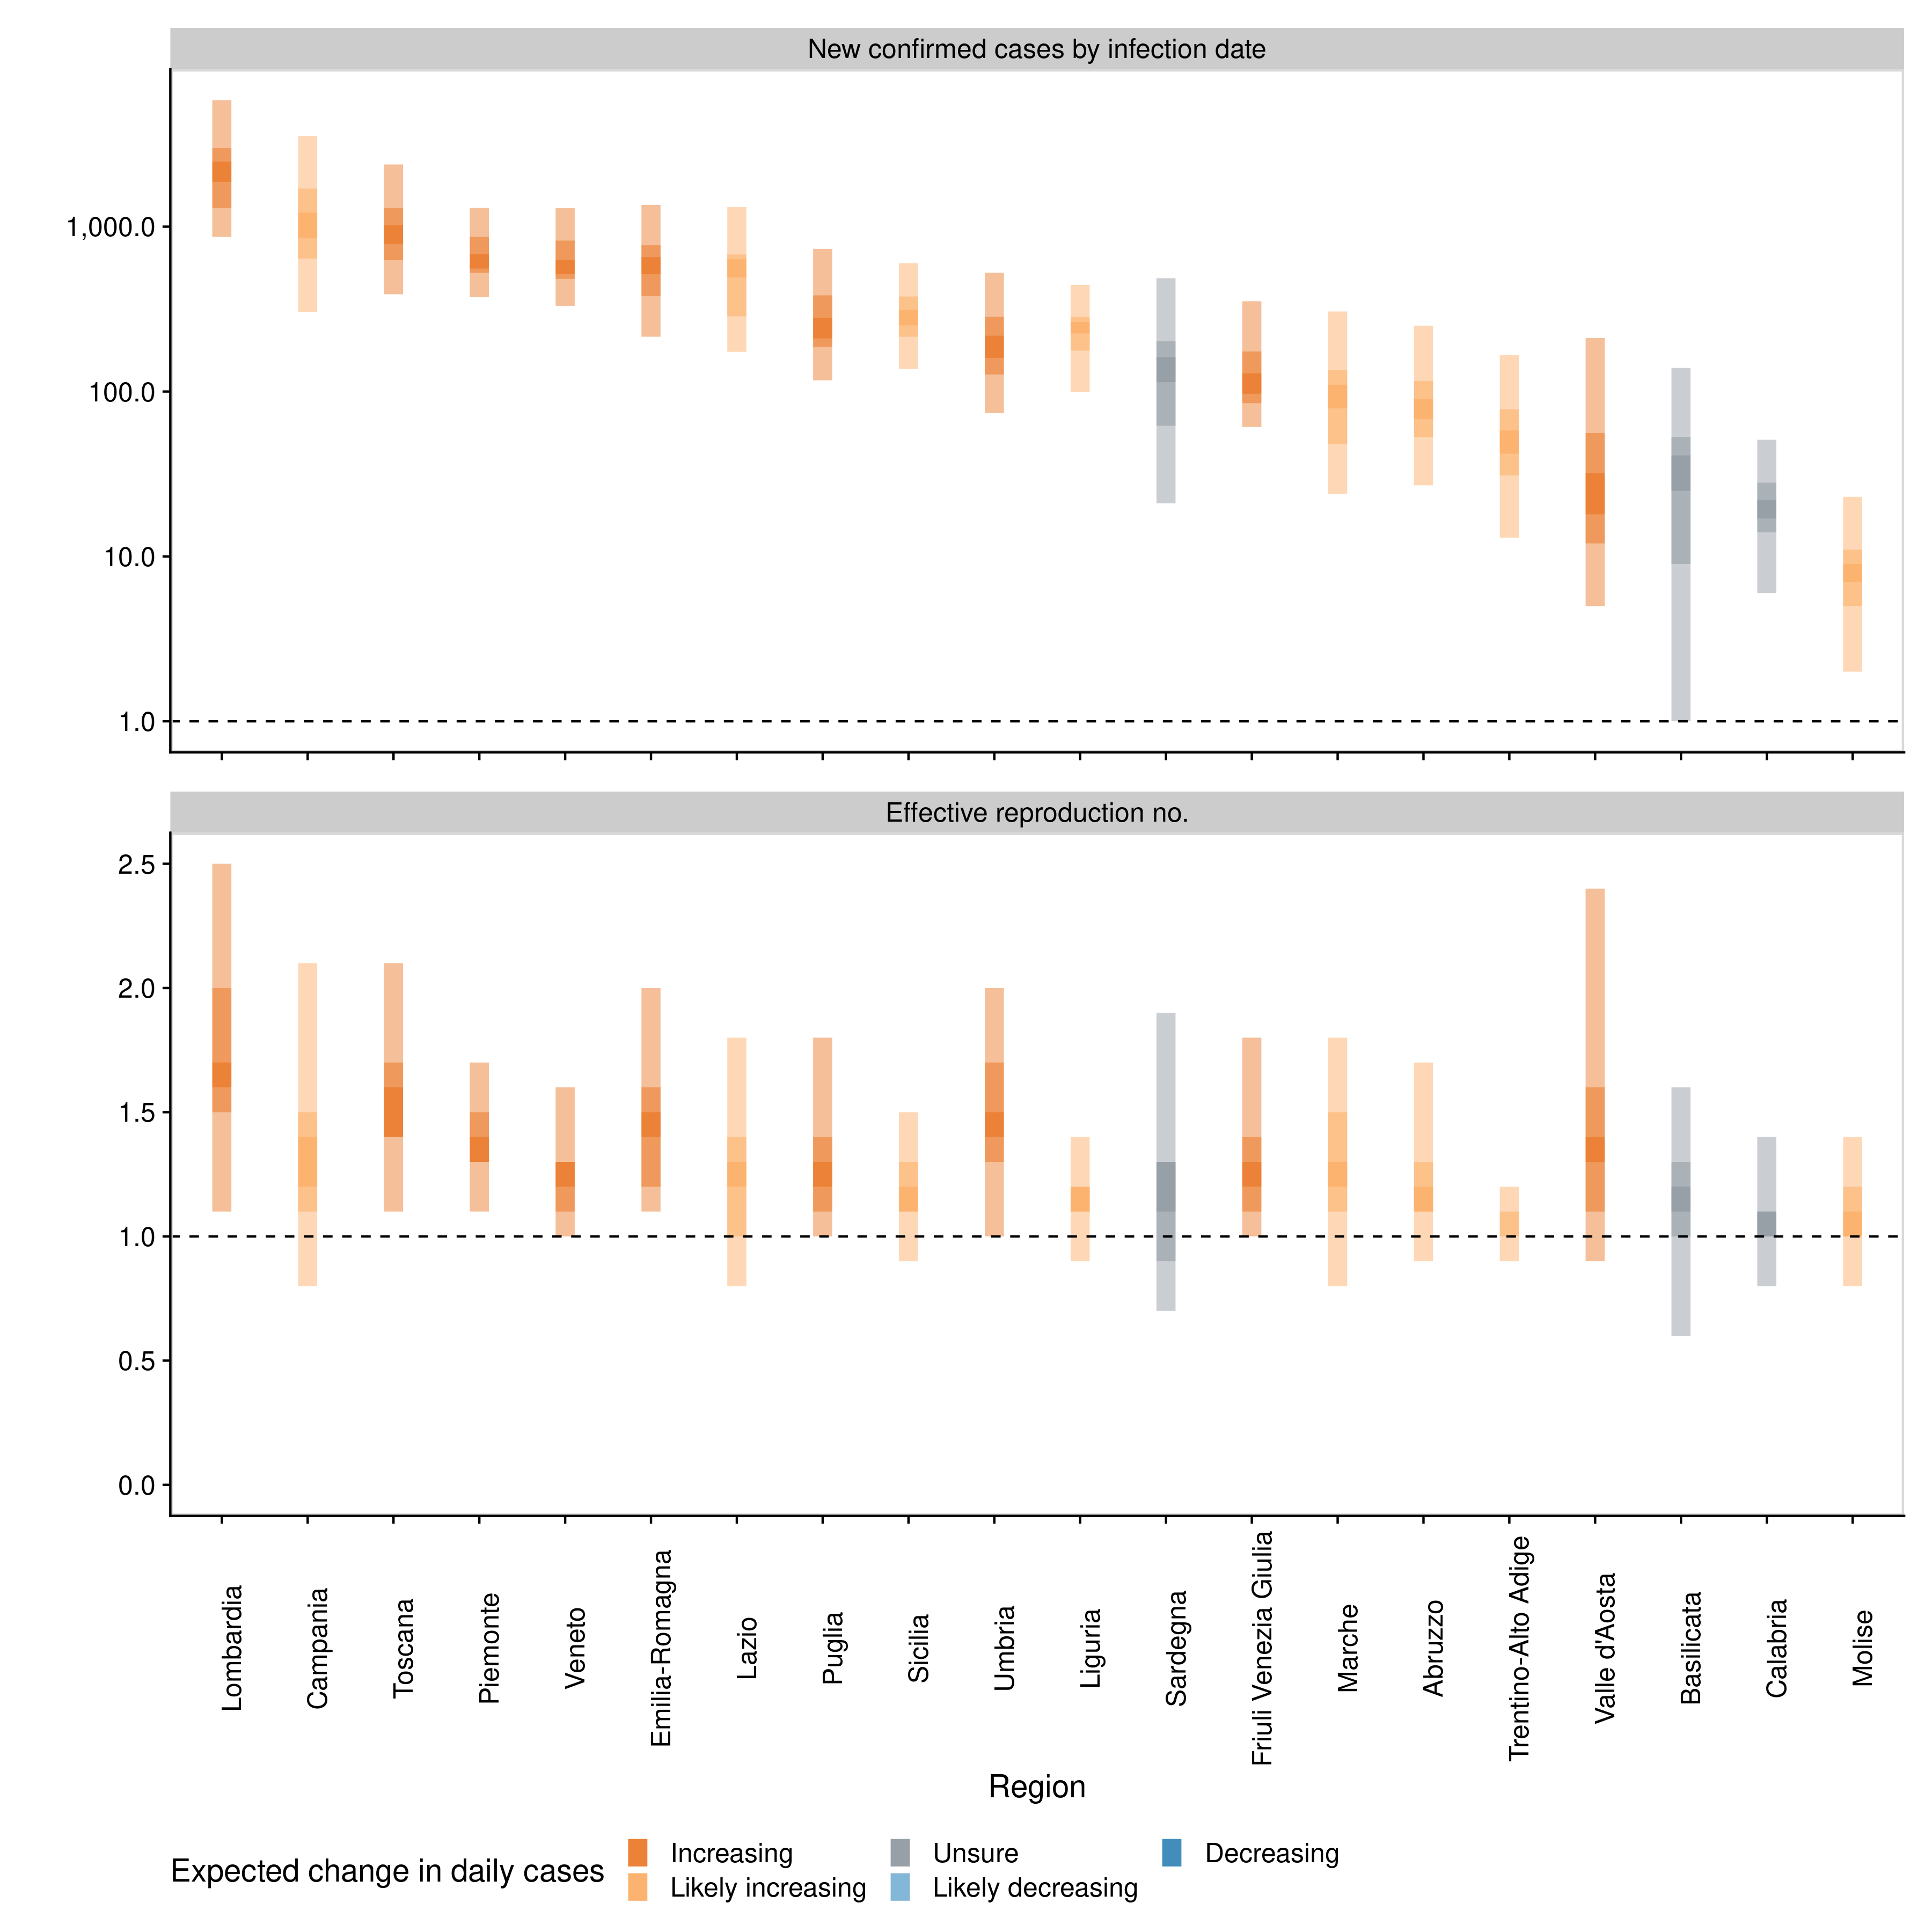 New confirmed cases by infection date
1,000.0
100.0
10.0
1.0
Effective reproduction no.
2.5
2.0
1.5
1.0
0.5
0.0
Lombardia
Campania
Toscana
Piemonte
Veneto
Emilia-Romagna
Lazio
Puglia
Sicilia
Umbria
Liguria
Sardegna
Friuli Venezia Giulia
Marche
Abruzzo
Trentino-Alto Adige
Valle d'Aosta
Basilicata
Calabria
Molise
Region
Expected change in daily cases
Increasing
Likely increasing
Unsure
Likely decreasing
Decreasing